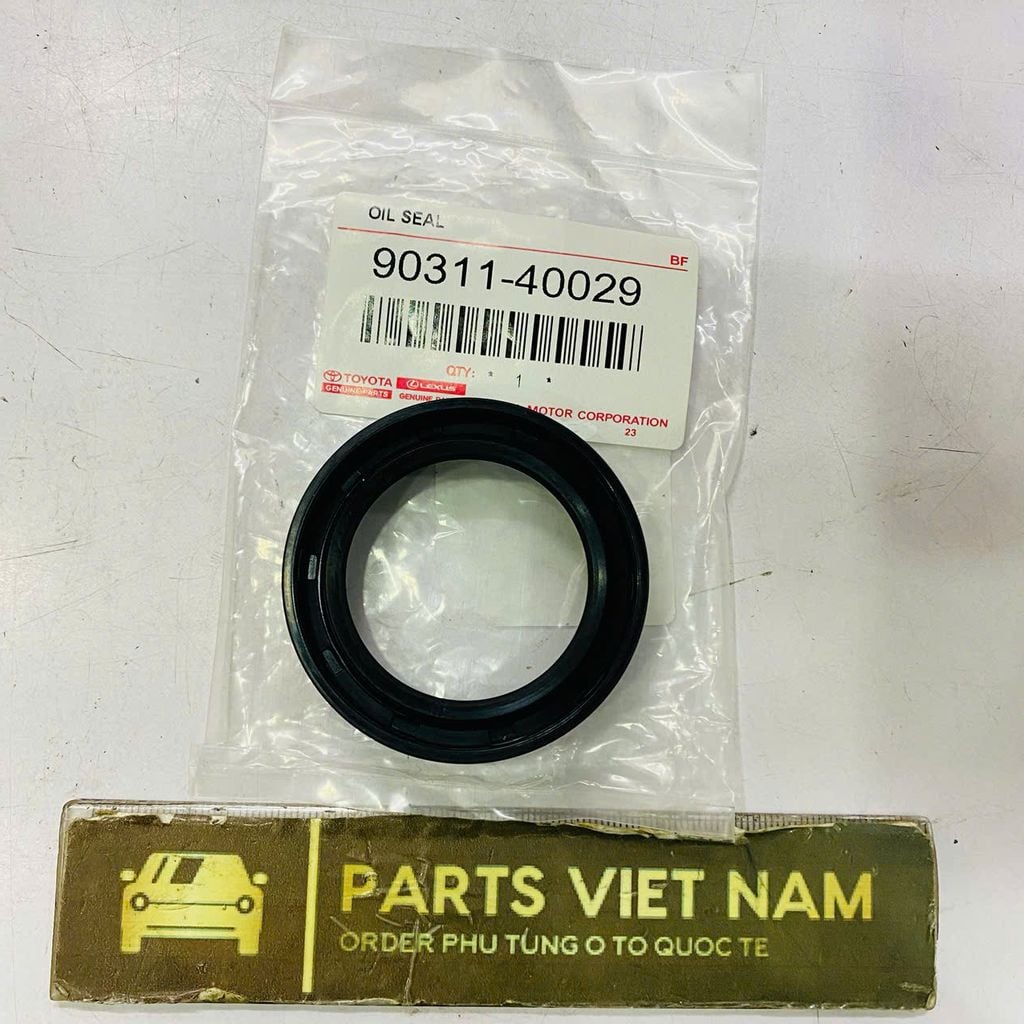 OIL SEAL
BF
90311-40029
QTY: * 1 *
TOYOTA
GENUINE PARTS
LEXUS
GENUINE
MOTOR CORPORATION
23
PARTS VIET NAM
ORDER PHU TUNG O TO QUOC TE